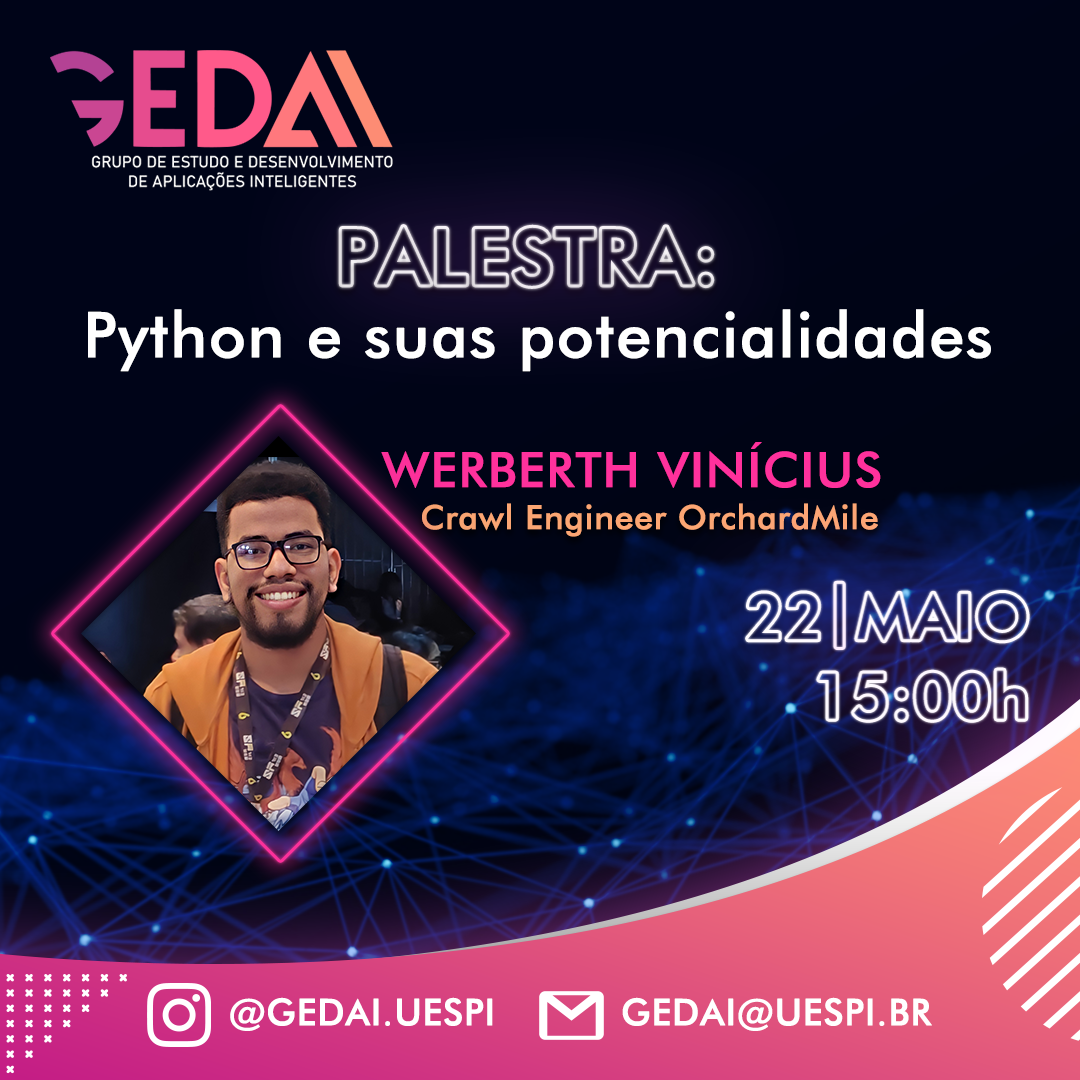 GEDAI
GRUPO DE ESTUDO E DESENVOLVIMENTO
DE APLICAÇÕES INTELIGENTES
PALESTRA:
Python e suas potencialidades
WERBERTH VINÍCIUS
Crawl Engineer OrchardMile
22|MAIO
15:00h
@GEDAI.UESPI
GEDAI@UESPI.BR